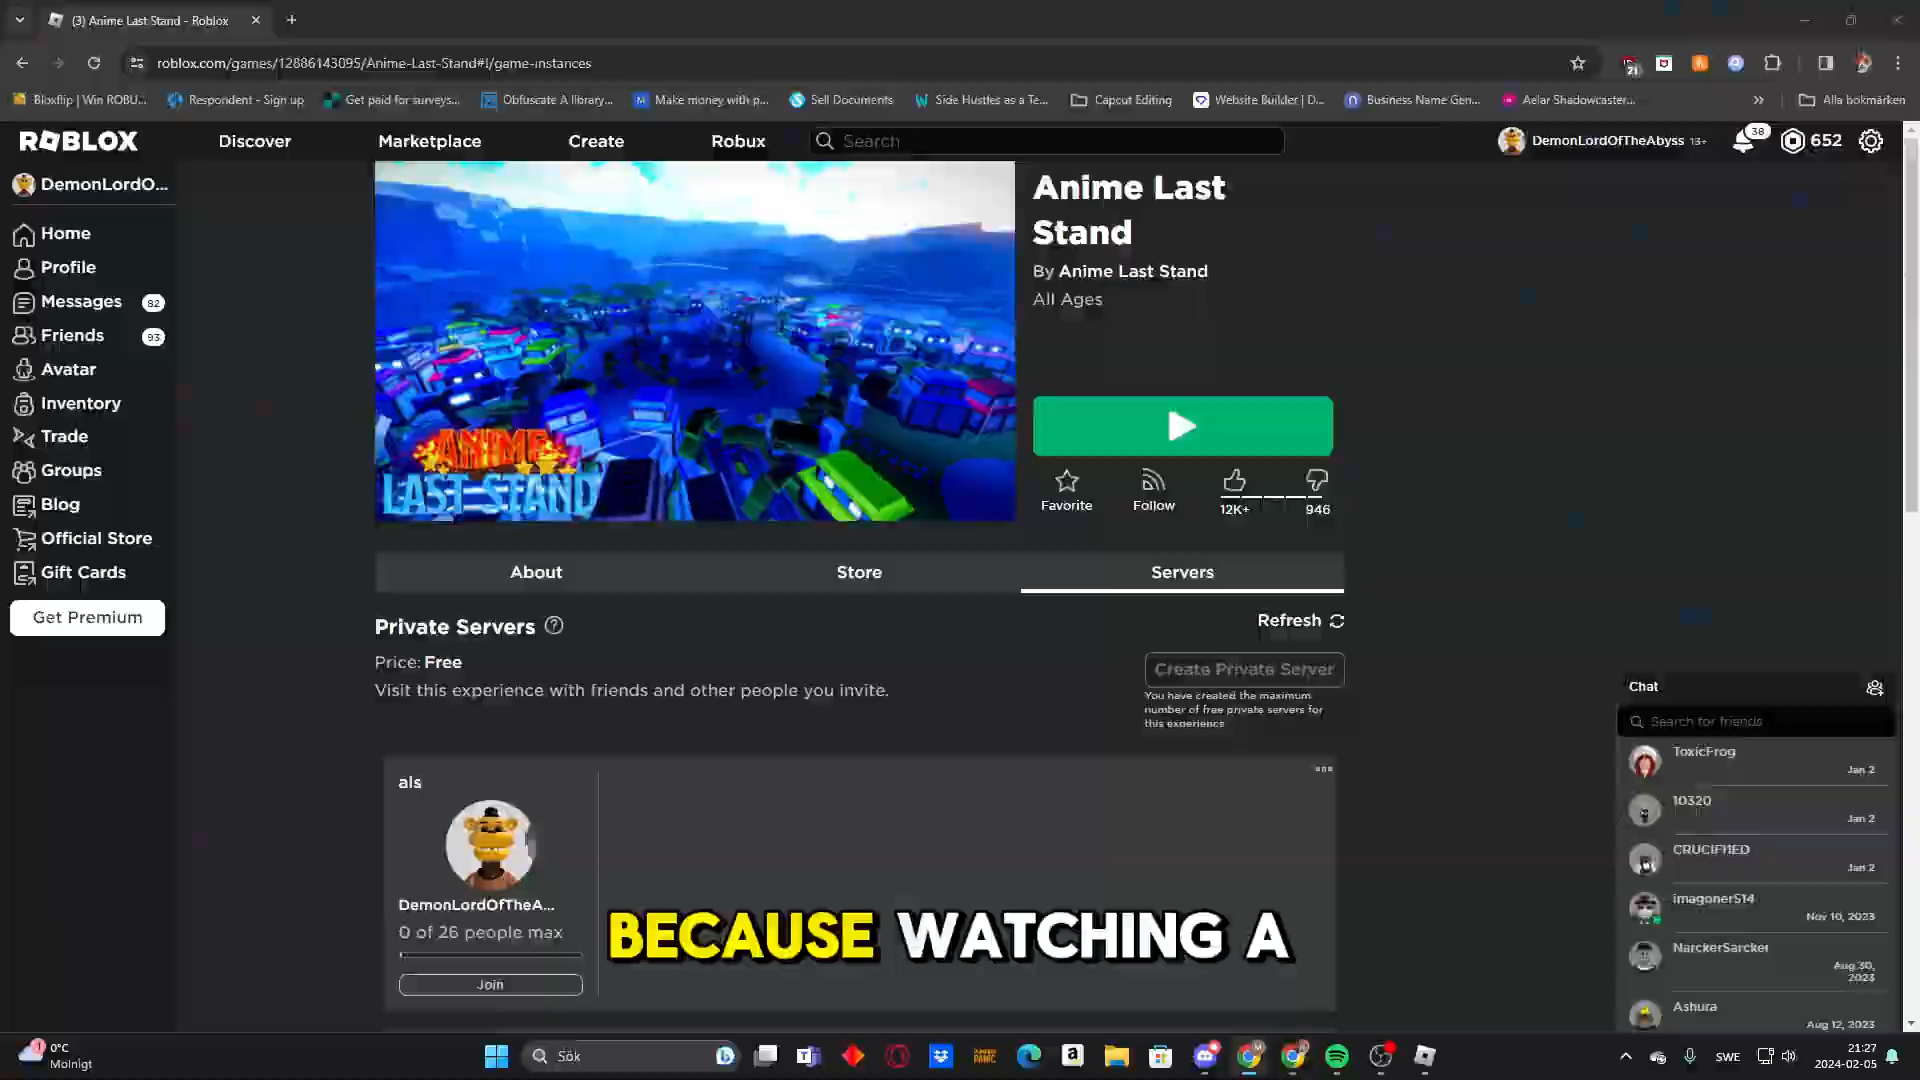 (3) Anime Last Stand - Roblox
roblox.com/games/12886143095/Anime-Last-Stand#!/game-instances
21
Bloxflip | Win ROBU...
Respondent - Sign up
Get paid for surveys...
Obfuscate A library...
Make money with p...
Sell Documents
Side Hustles as a Te...
Capcut Editing
Website Builder | D...
Business Name Gen...
Aelar Shadowcaster...
Alla bokmärken
ROBLOX
Discover
Marketplace
Create
Robux
Search
DemonLordOfTheAbyss 13+
38
652
DemonLordO...
Home
Profile
Messages 82
Friends 93
Avatar
Inventory
Trade
Groups
Blog
Official Store
Gift Cards
Get Premium
ANIME
LAST STAND
Anime Last
Stand
By Anime Last Stand
All Ages
Favorite
Follow
12K+
946
About
Store
Servers
Private Servers
Refresh
Price: Free
Visit this experience with friends and other people you invite.
Create Private Server
You have created the maximum
number of free private servers for
this experience
als
DemonLordOfTheA...
0 of 26 people max
Join
BECAUSE WATCHING A
Chat
Search for friends
ToxicFrog
Jan 2
10320
Jan 2
CRUCIFI1ED
Jan 2
imagoner514
Nov 10, 2023
NarckerSarcker
Aug 30,
2023
Ashura
Aug 12, 2023
0°C
Molnigt
Sök
SWE
21:27
2024-02-05